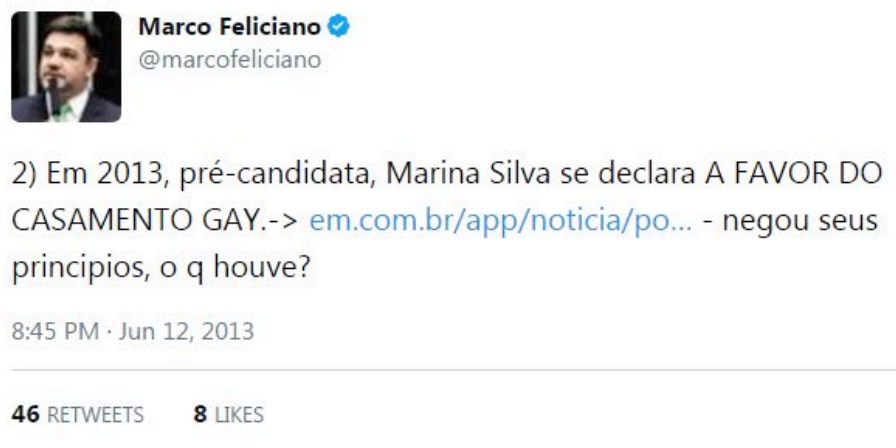 Marco Feliciano
@marcofeliciano
2) Em 2013, pré-candidata, Marina Silva se declara A FAVOR DO
CASAMENTO GAY.-> em.com.br/app/noticia/po... - negou seus
principios, o q houve?
8:45 PM · Jun 12, 2013
46 RETWEETS 8 LIKES